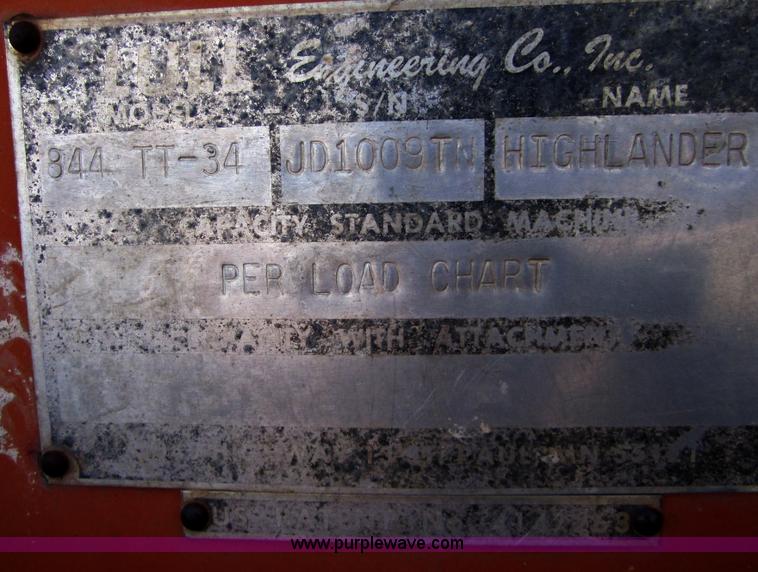 LULL Engineering Co., Inc.
MODEL S/N NAME
844 TT-34 JD1009TN HIGHLANDER
CAPACITY STANDARD MACHINE
PER LOAD CHART
WITH ATTACHMENT
www.purplewave.com